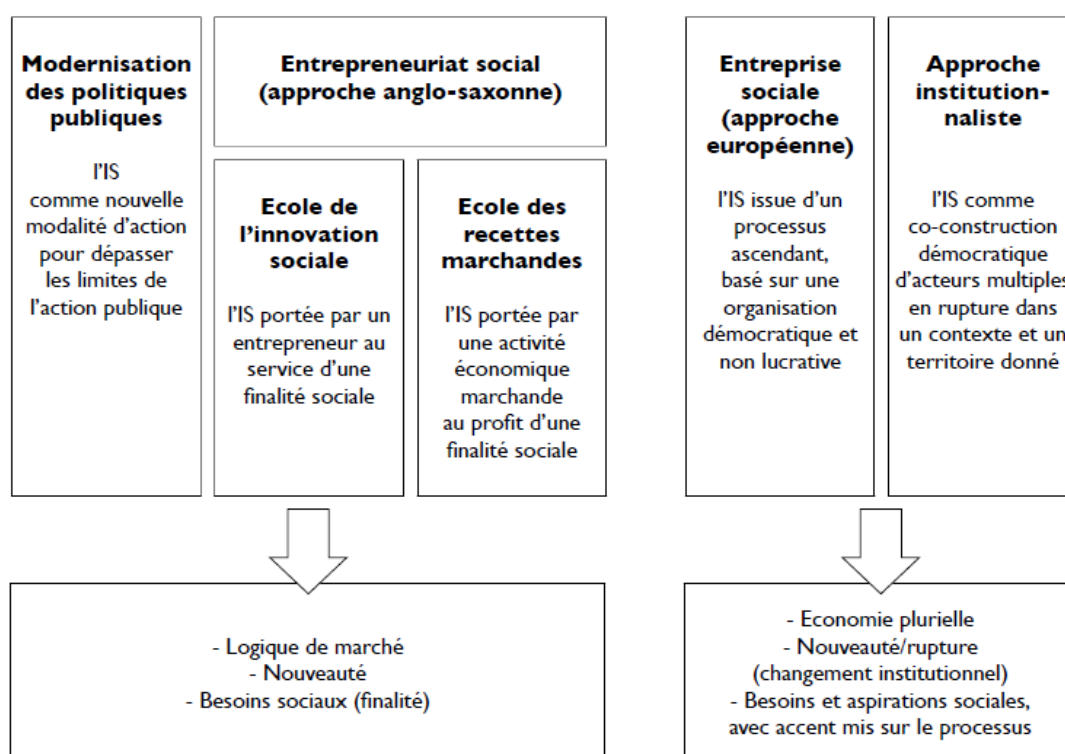 Modernisation
des politiques
publiques
l'IS
comme nouvelle
modalité d'action
pour dépasser
les limites de
l'action publique
Entrepreneuriat social
(approche anglo-saxonne)
Ecole de
l'innovation
sociale
l'IS portée par un
entrepreneur au
service d'une
finalité sociale
Ecole des
recettes
marchandes
l'IS portée par
une activité
économique
marchande
au profit d'une
finalité sociale
Entreprise
sociale
(approche
européenne)
l'IS issue d'un
processus
ascendant,
basé sur une
organisation
démocratique et
non lucrative
Approche
institution-
naliste
l'IS comme
co-construction
démocratique
d'acteurs multiples
en rupture dans
un contexte et un
territoire donné
- Logique de marché
- Nouveauté
- Besoins sociaux (finalité)
- Economie plurielle
- Nouveauté/rupture
(changement institutionnel)
- Besoins et aspirations sociales,
avec accent mis sur le processus